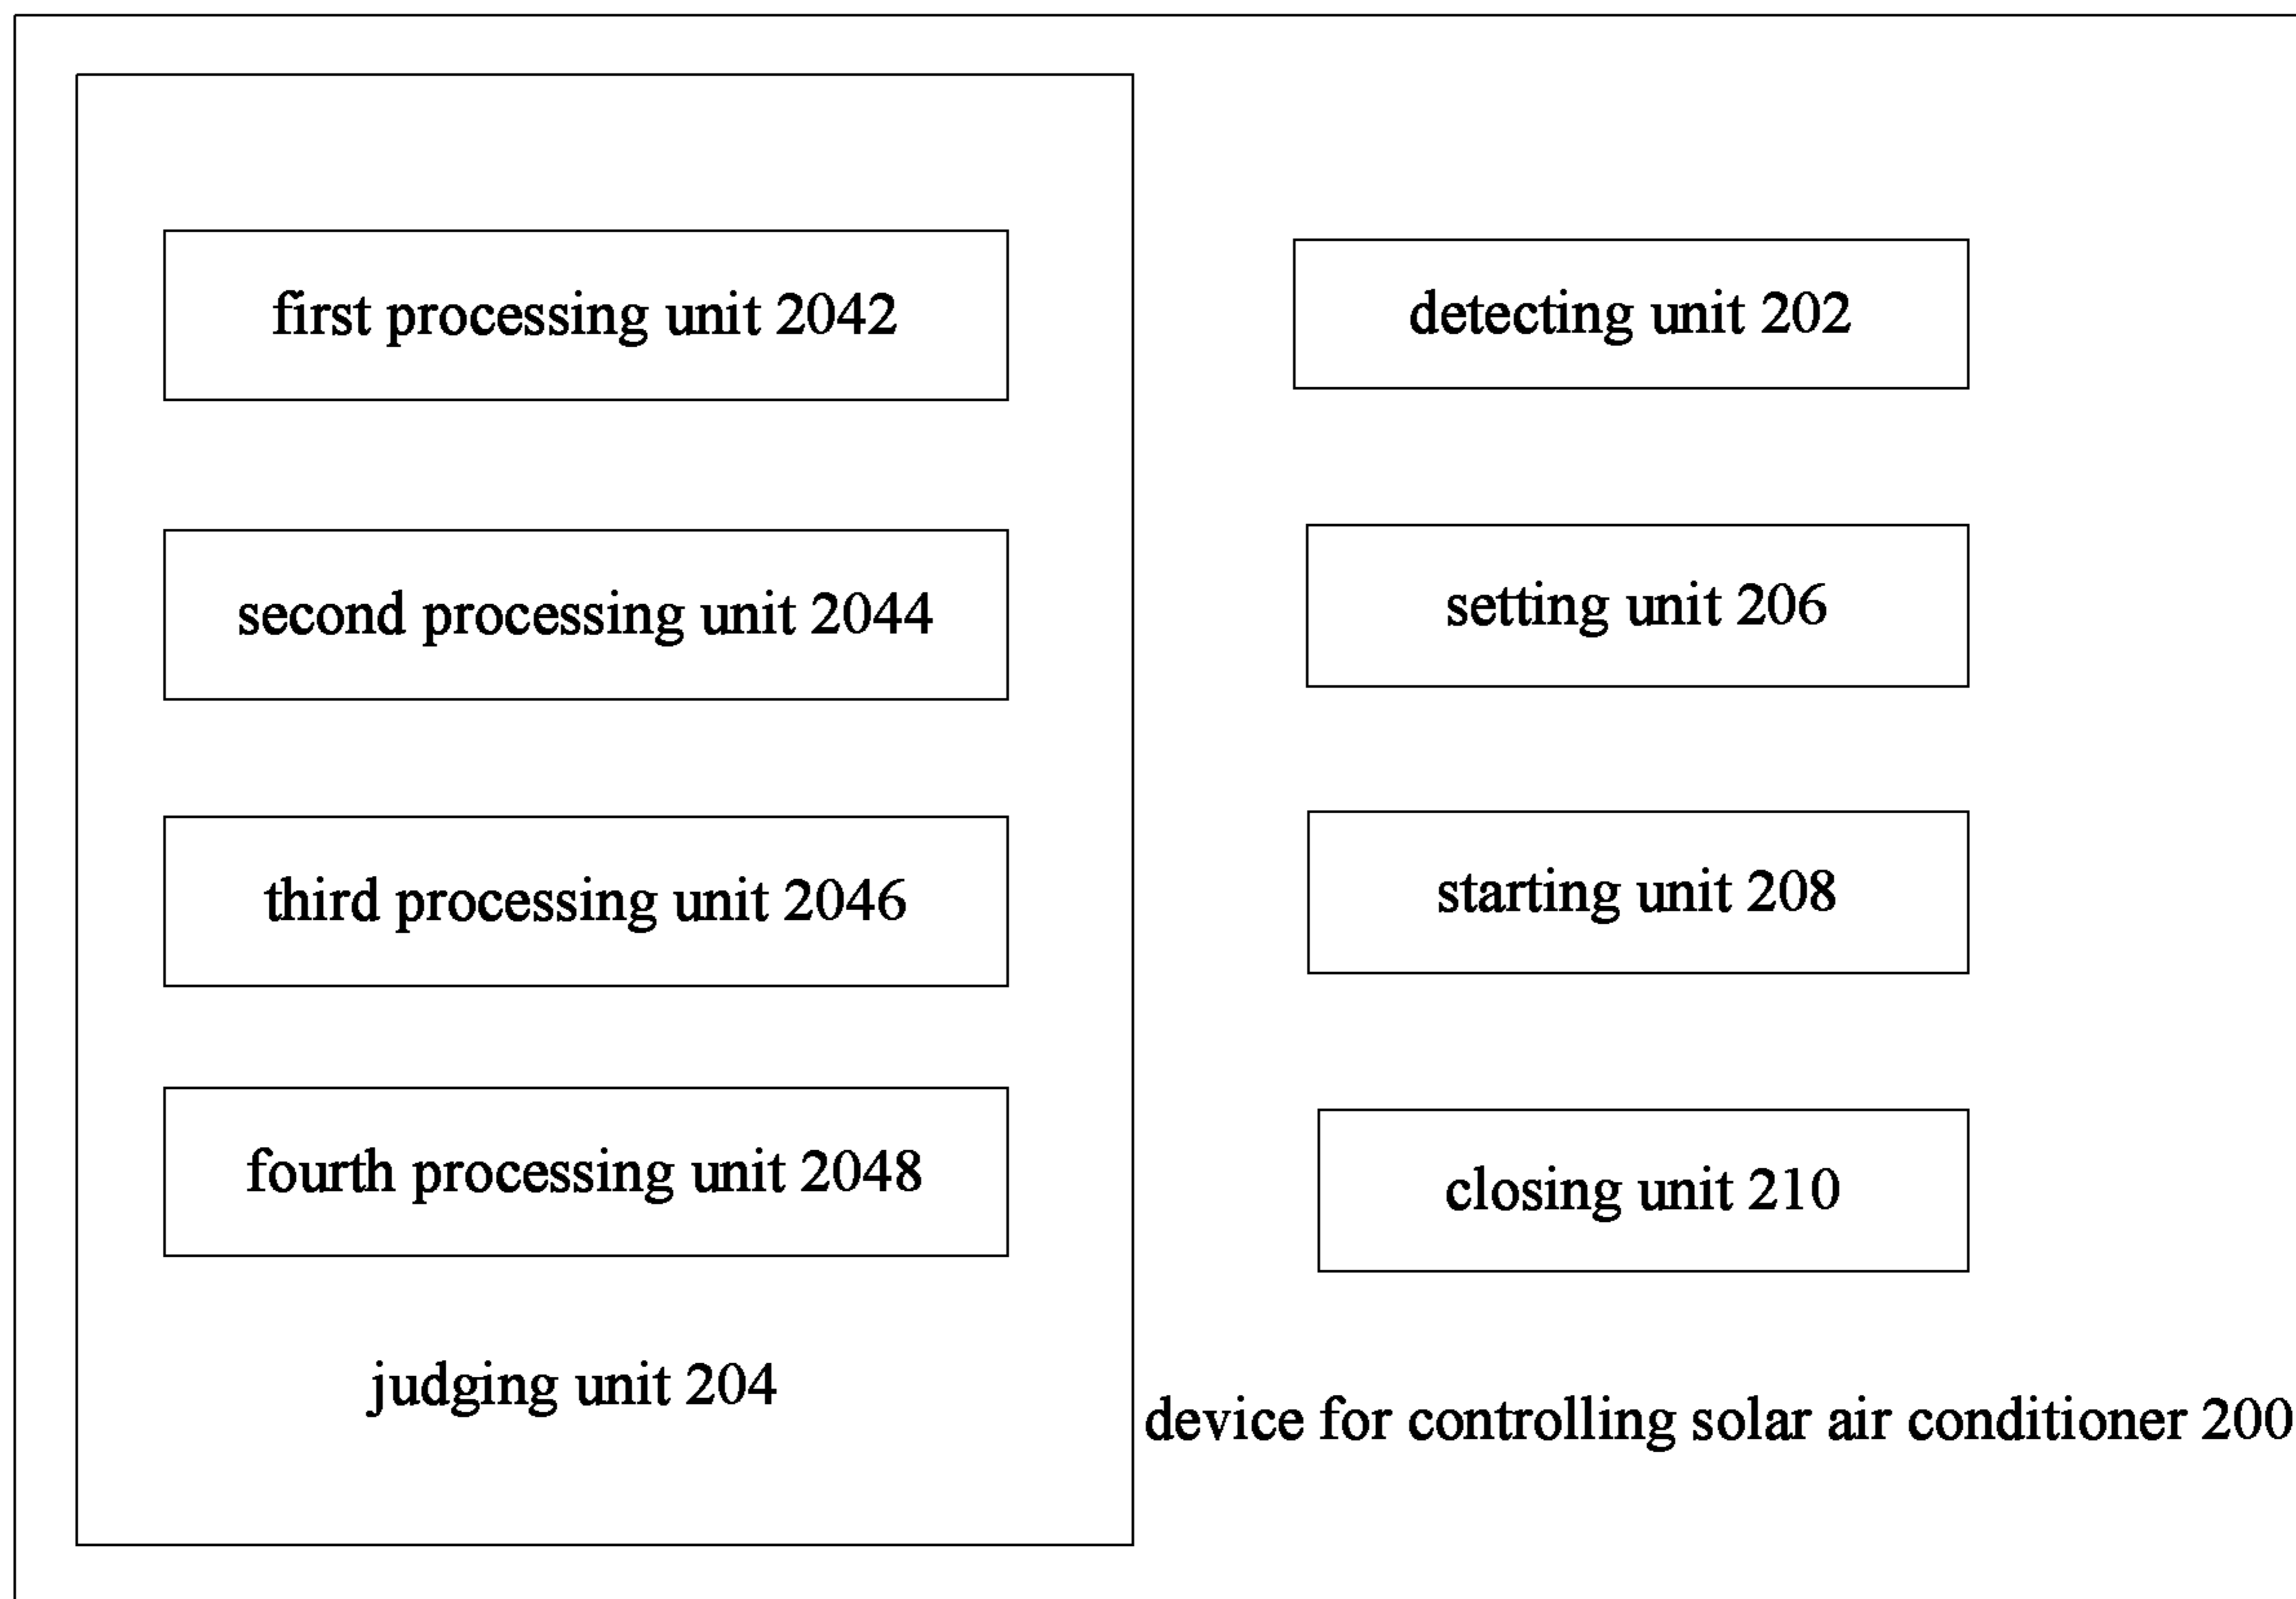 first processing unit 2042
second processing unit 2044
third processing unit 2046
fourth processing unit 2048
judging unit 204
detecting unit 202
setting unit 206
starting unit 208
closing unit 210
device for controlling solar air conditioner 200